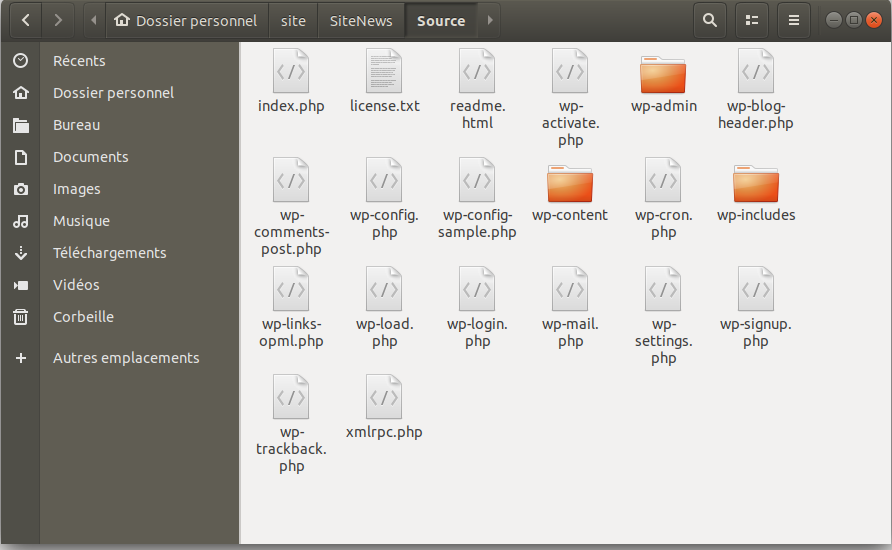 Dossier personnel site SiteNews Source
Récents
Dossier personnel
Bureau
Documents
Images
Musique
Téléchargements
Vidéos
Corbeille
Autres emplacements
index.php
license.txt
readme.
html
wp-
activate.
php
wp-admin
wp-blog-
header.php
wp-
comments-
post.php
wp-config.
php
wp-config-
sample.php
wp-content
wp-cron.
php
wp-includes
wp-links-
opml.php
wp-load.
php
wp-login.
php
wp-mail.
php
wp-
settings.
php
wp-signup.
php
wp-
trackback.
php
xmlrpc.php